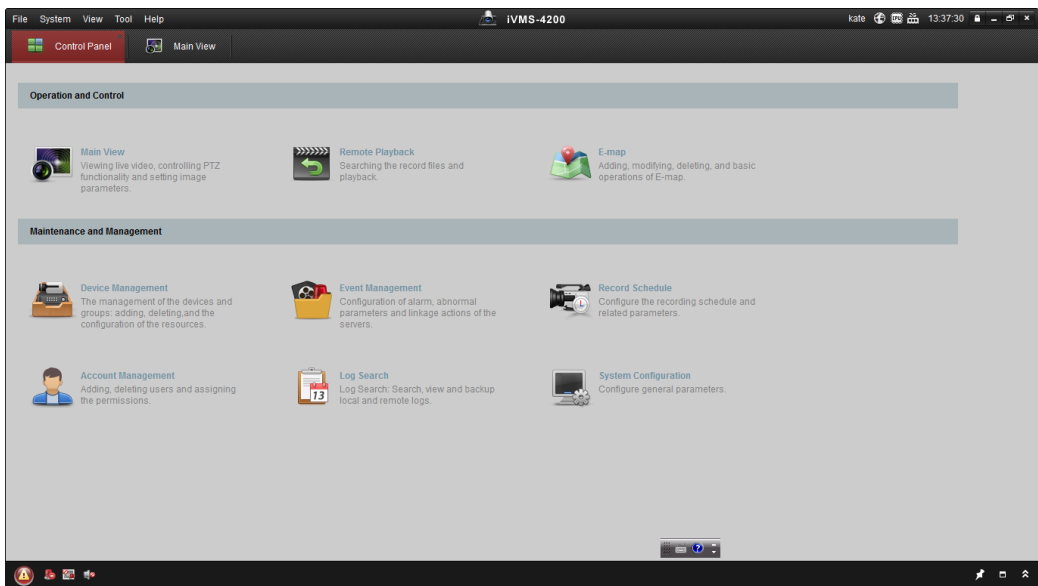 File System View Tool Help
iVMS-4200
kate
13:37:30
Control Panel
Main View
Operation and Control
Main View
Viewing live video, controlling PTZ
functionality and setting image
parameters.
Remote Playback
Searching the record files and
playback.
E-map
Adding, modifying, deleting, and basic
operations of E-map.
Maintenance and Management
Device Management
The management of the devices and
groups: adding, deleting,and the
configuration of the resources.
Event Management
Configuration of alarm, abnormal
parameters and linkage actions of the
servers.
Record Schedule
Configure the recording schedule and
related parameters.
Account Management
Adding, deleting users and assigning
the permissions.
Log Search
Log Search: Search, view and backup
local and remote logs.
13
System Configuration
Configure general parameters.